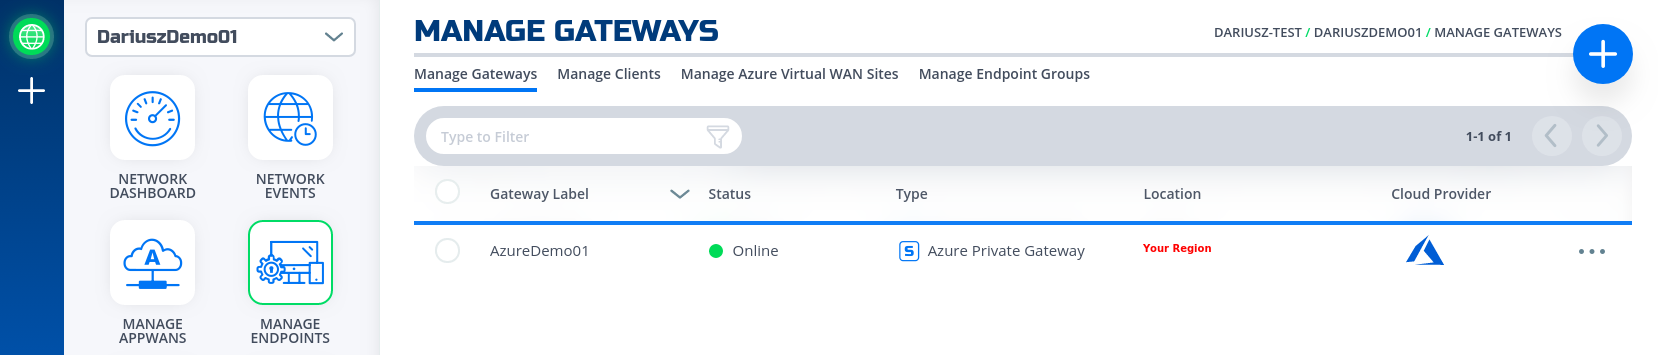 DariuszDemo01
NETWORK
DASHBOARD
NETWORK
EVENTS
A
MANAGE
APPWANS
MANAGE
ENDPOINTS
MANAGE GATEWAYS
DARIUSZ-TEST / DARIUSZDEMO01 / MANAGE GATEWAYS
Manage Gateways Manage Clients Manage Azure Virtual WAN Sites Manage Endpoint Groups
Type to Filter
1-1 of 1
Gateway Label Status Type Location Cloud Provider
AzureDemo01 Online S Azure Private Gateway Your Region